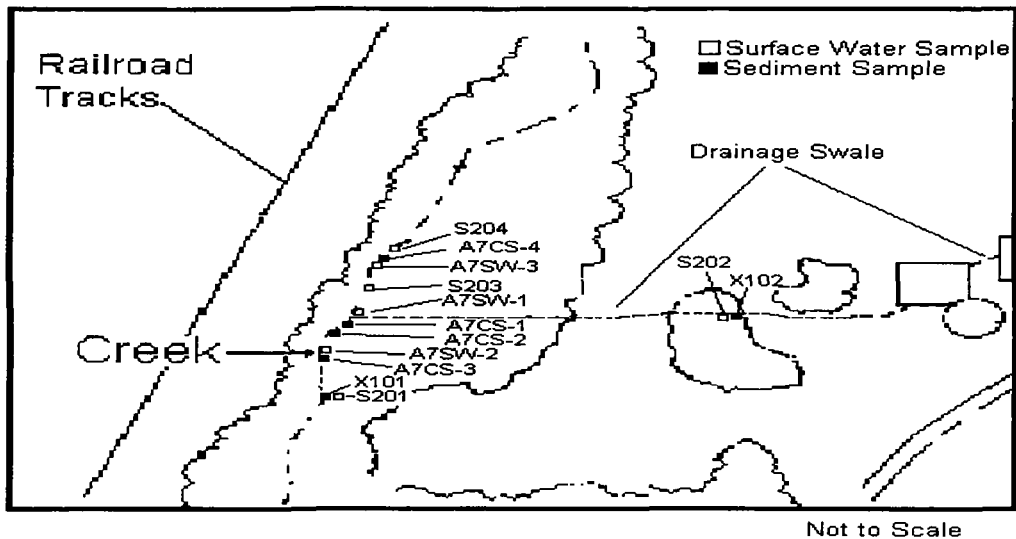 Railroad
Tracks
Surface Water Sample
Sediment Sample
Drainage Swale
S204
A7CS-4
A7SW-3
S203
A7SW-1
S202
X102
A7CS-1
A7CS-2
Creek
A7SW-2
A7CS-3
X101
S201
Not to Scale